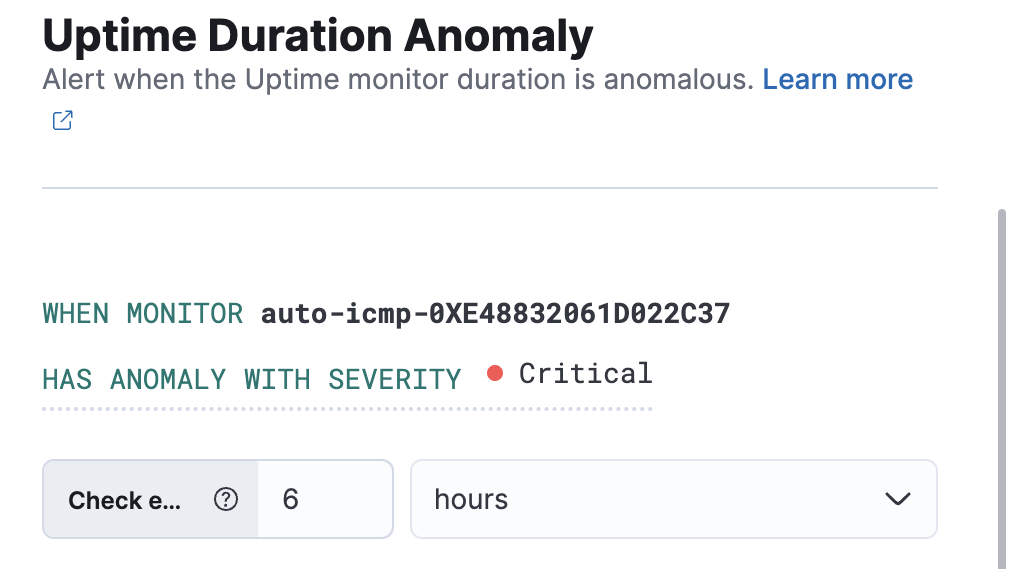 Uptime Duration Anomaly
Alert when the Uptime monitor duration is anomalous. Learn more
WHEN MONITOR auto-icmp-0XE48832061D022C37
HAS ANOMALY WITH SEVERITY Critical
Check e... 6 hours